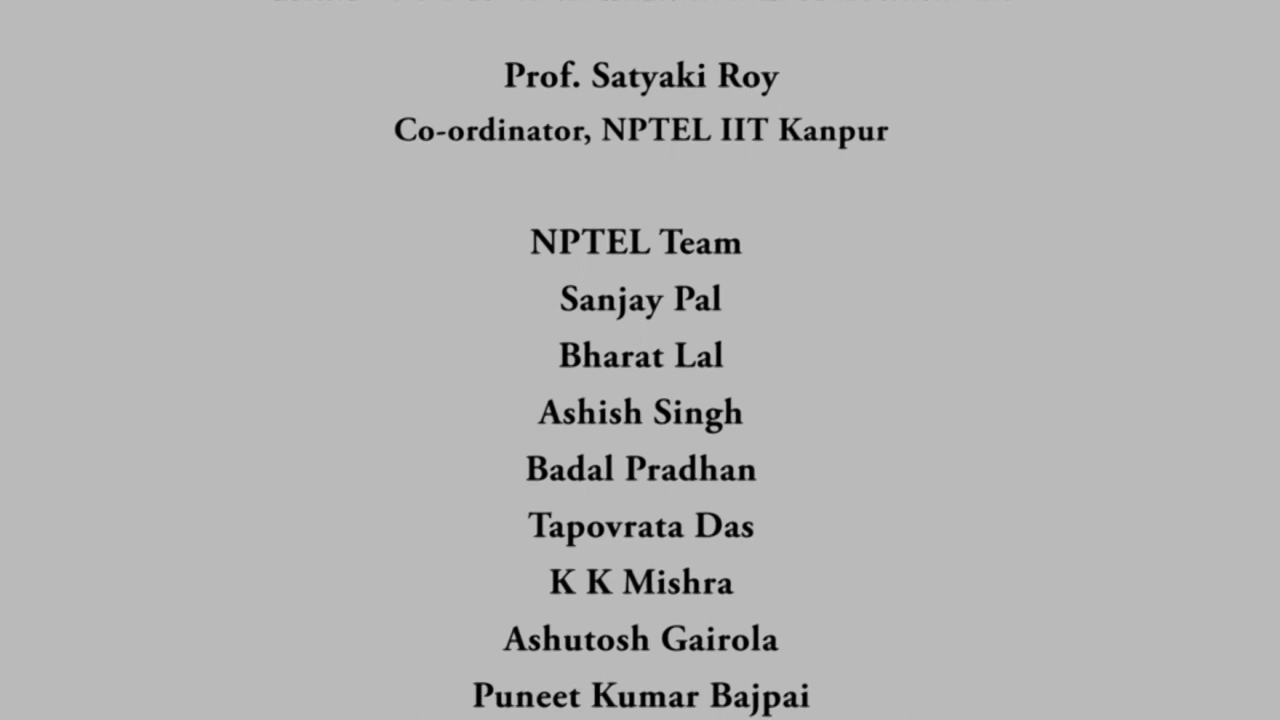 Prof. Satyaki Roy
Co-ordinator, NPTEL IIT Kanpur
NPTEL Team
Sanjay Pal
Bharat Lal
Ashish Singh
Badal Pradhan
Tapovrata Das
K K Mishra
Ashutosh Gairola
Puneet Kumar Bajpai